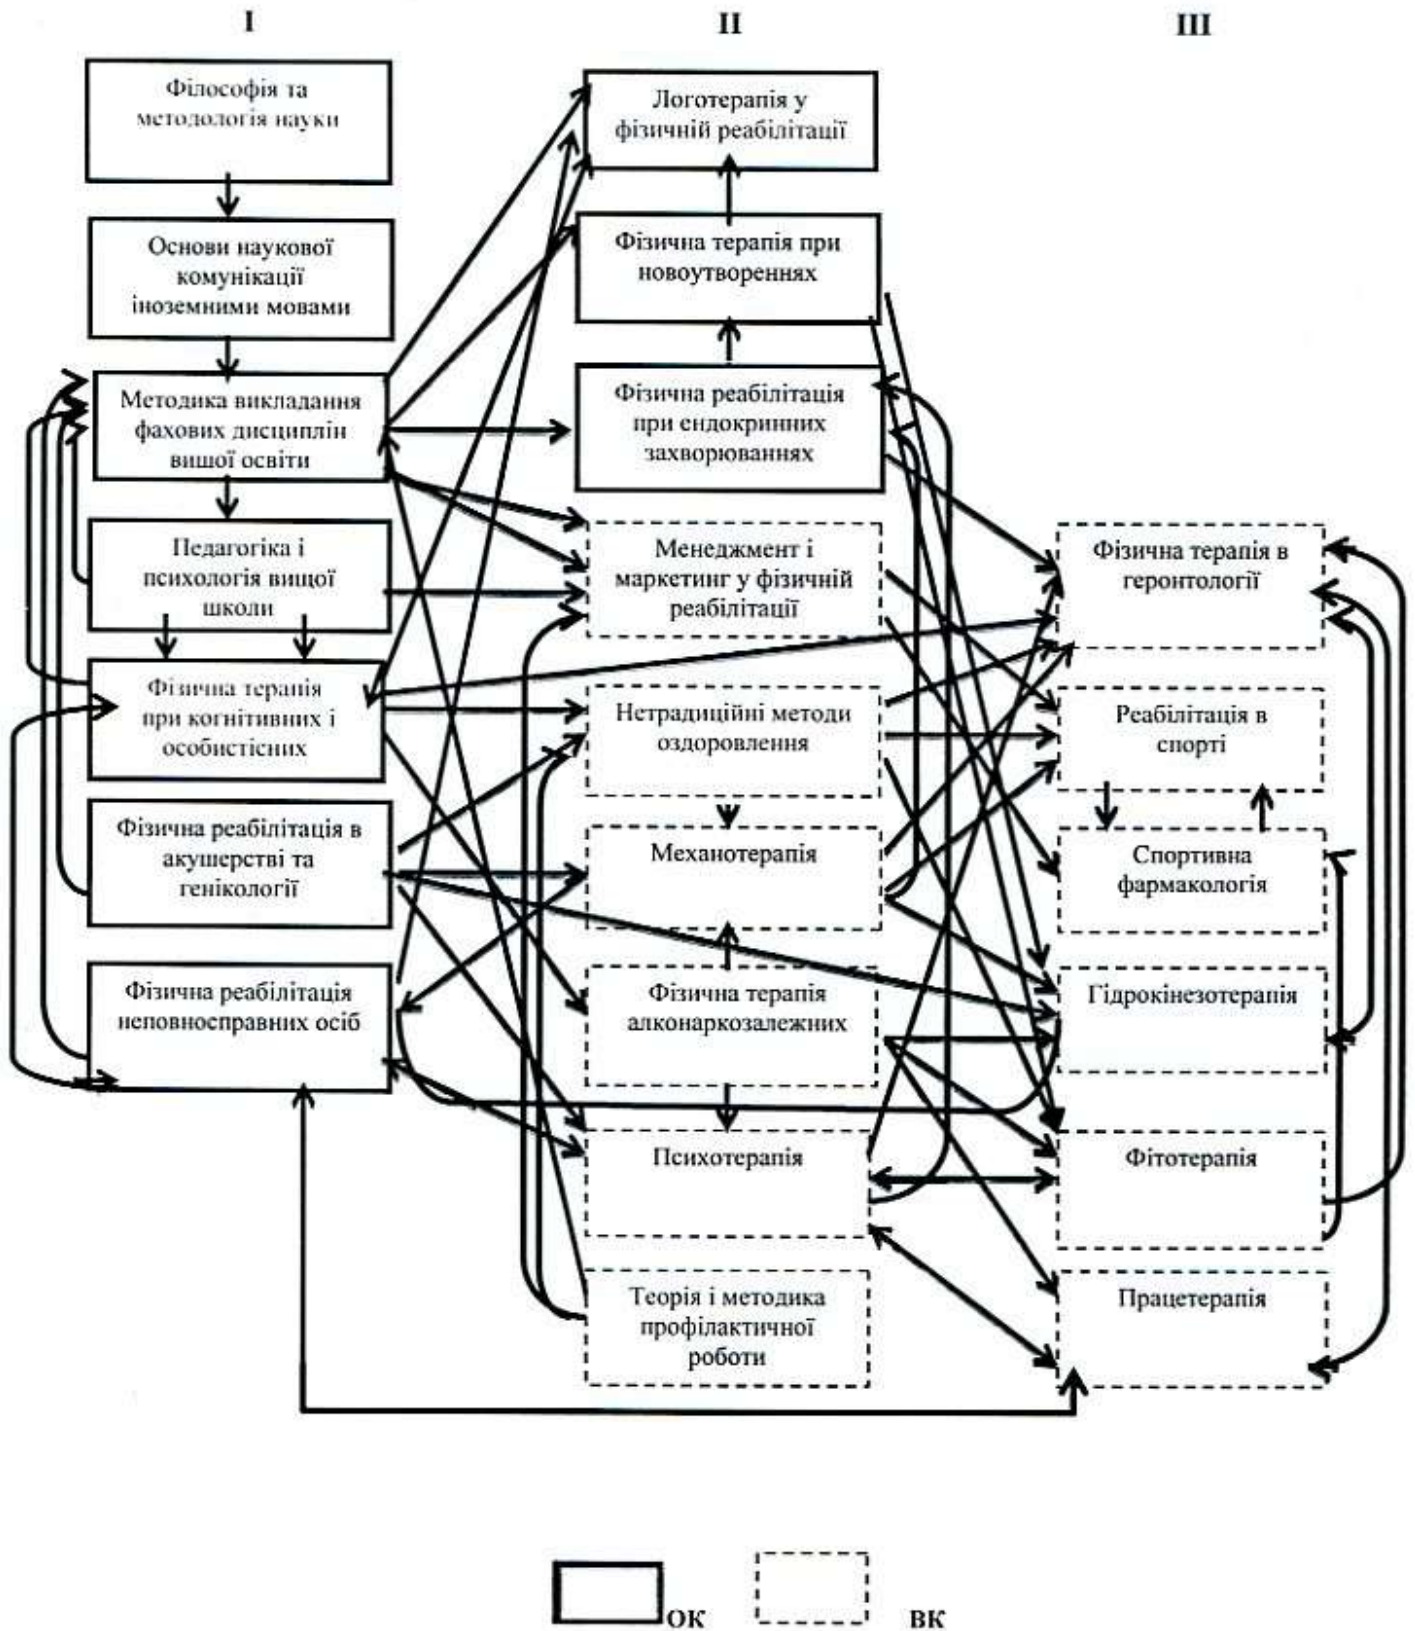 I
II
III
Філософія та
методологія науки
Основи наукової
комунікації
іноземними мовами
Методика викладання
фахових дисциплін
вищої освіти
Педагогіка і
психологія вищої
школи
Фізична терапія
при когнітивних і
особистісних
Фізична реабілітація в
акушерстві та
генікології
Фізична реабілітація
неповносправних осіб
Логотерапія у
фізичній реабілітації
Фізична терапія при
новоутвореннях
Фізична реабілітація
при ендокринних
захворюваннях
Менеджмент і
маркетинг у фізичній
реабілітації
Нетрадиційні методи
оздоровлення
Механотерапія
Фізична терапія
алконаркозалежних
Психотерапія
Теорія і методика
профілактичної
роботи
Фізична терапія в
геронтології
Реабілітація в
спорті
Спортивна
фармакологія
Гідрокінезотерапія
Фітотерапія
Працетерапія
ОК
ВК